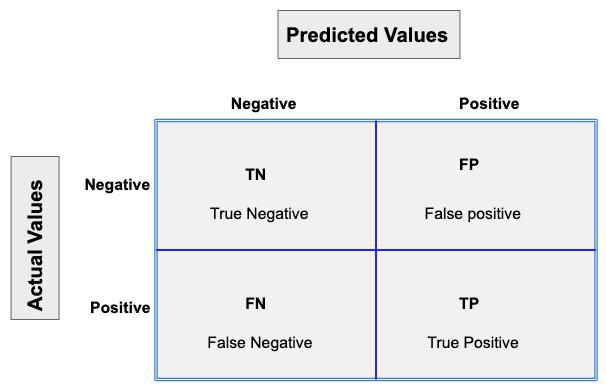 Predicted Values
Negative
Positive
Actual Values
Negative
TN
True Negative
FP
False positive
Positive
FN
False Negative
TP
True Positive